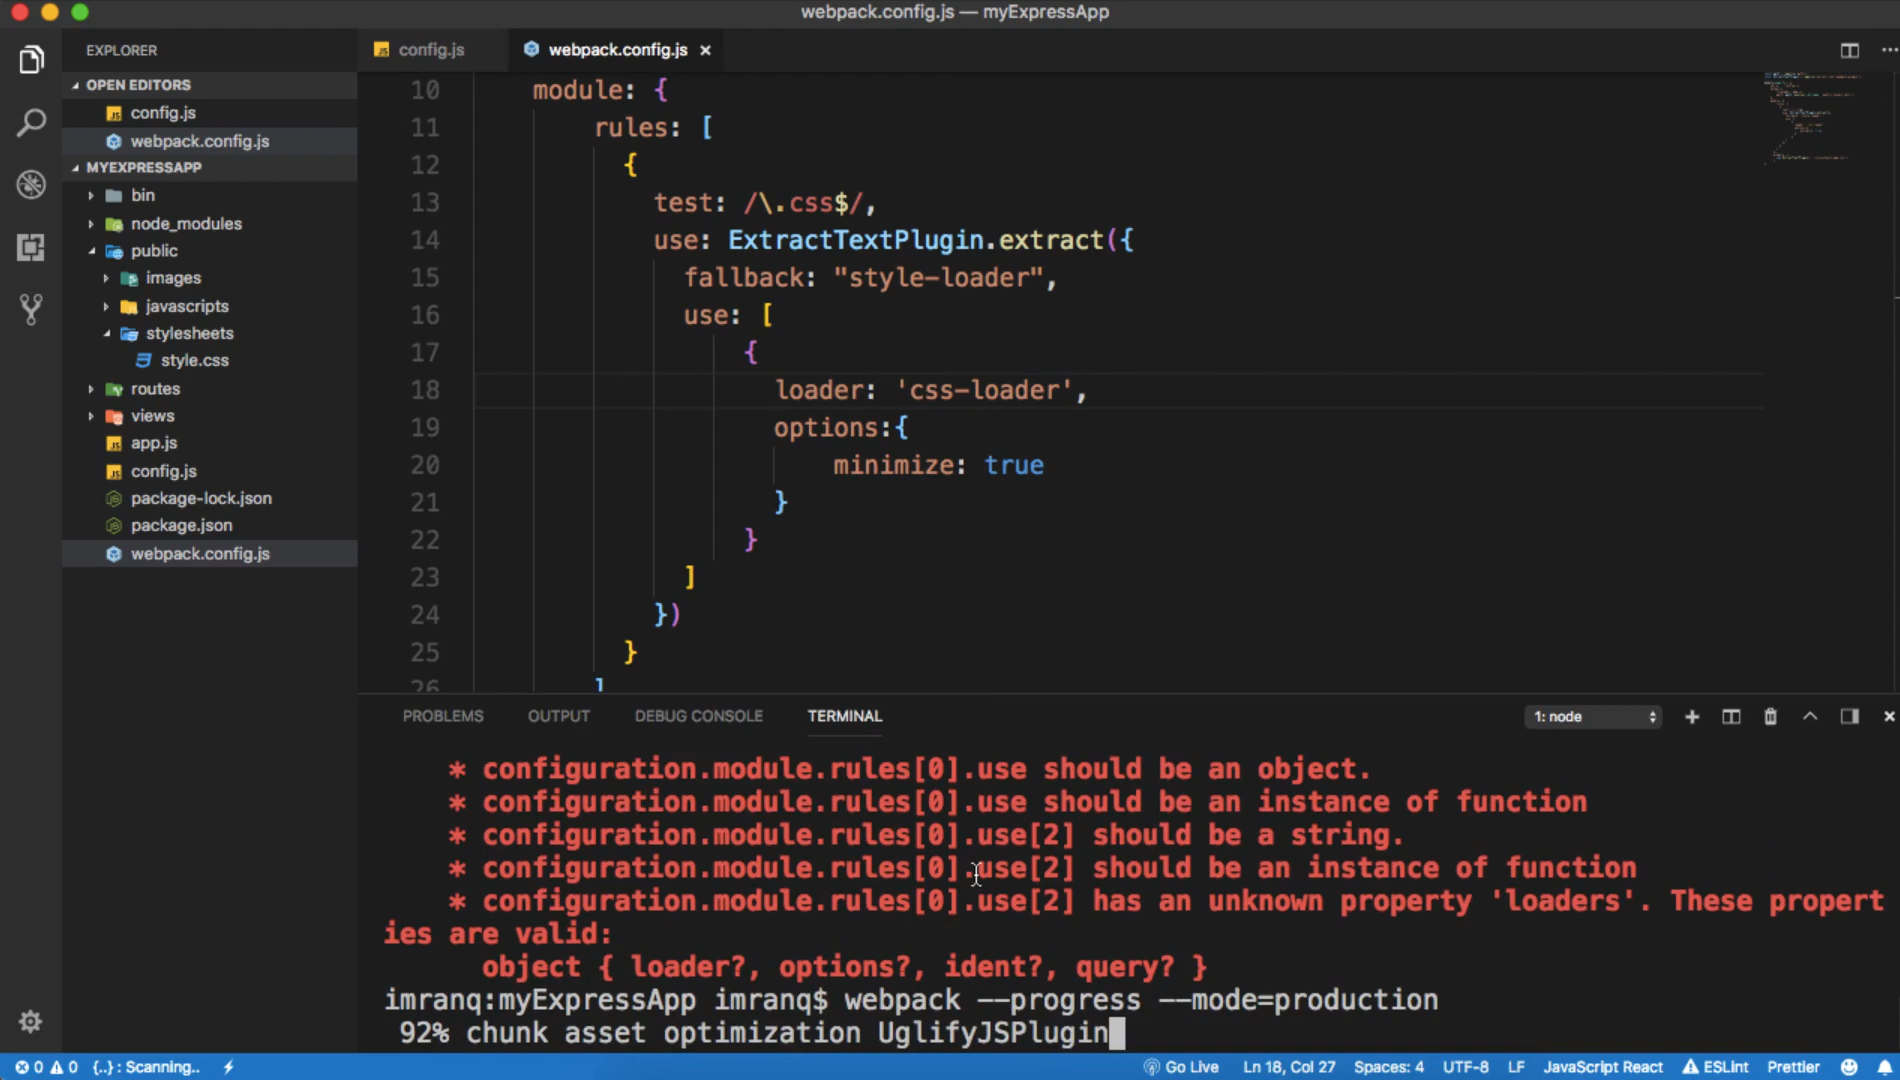 webpack.config.js — myExpressApp
EXPLORER
OPEN EDITORS
config.js
webpack.config.js
MYEXPRESSAPP
bin
node_modules
public
images
javascripts
stylesheets
style.css
routes
views
app.js
config.js
package-lock.json
package.json
webpack.config.js
config.js
webpack.config.js
10 module: {
11 rules: [
12 {
13 test: /\.css$/,
14 use: ExtractTextPlugin.extract({
15 fallback: "style-loader",
16 use: [
17 {
18 loader: 'css-loader',
19 options:{
20 minimize: true
21 }
22 }
23 ]
24 })
25 }
26 ]
PROBLEMS OUTPUT DEBUG CONSOLE TERMINAL
1: node
* configuration.module.rules[0].use should be an object.
* configuration.module.rules[0].use should be an instance of function
* configuration.module.rules[0].use[2] should be a string.
* configuration.module.rules[0].use[2] should be an instance of function
* configuration.module.rules[0].use[2] has an unknown property 'loaders'. These propert
ies are valid:
object { loader?, options?, ident?, query? }
imranq:myExpressApp imranq$ webpack --progress --mode=production
92% chunk asset optimization UglifyJSPlugin
0 0 {..} : Scanning.. Go Live Ln 18, Col 27 Spaces: 4 UTF-8 LF JavaScript React ESLint Prettier